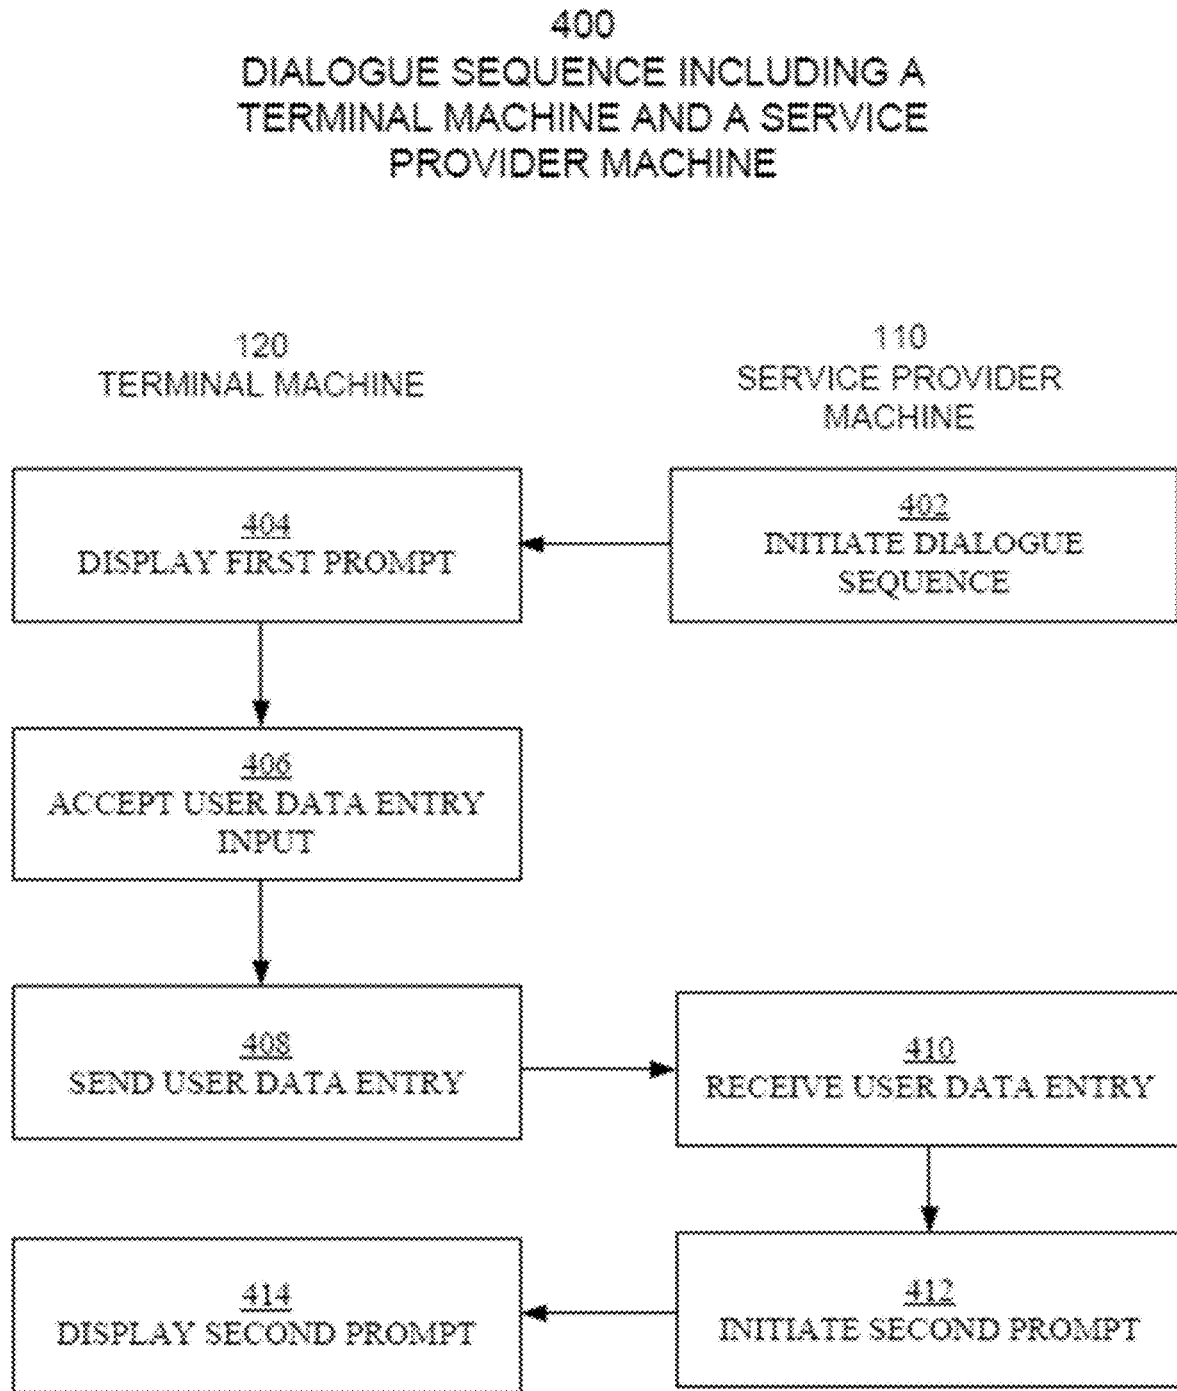 400
DIALOGUE SEQUENCE INCLUDING A
TERMINAL MACHINE AND A SERVICE
PROVIDER MACHINE
120
TERMINAL MACHINE
110
SERVICE PROVIDER
MACHINE
404
DISPLAY FIRST PROMPT
402
INITIATE DIALOGUE
SEQUENCE
406
ACCEPT USER DATA ENTRY
INPUT
408
SEND USER DATA ENTRY
410
RECEIVE USER DATA ENTRY
414
DISPLAY SECOND PROMPT
412
INITIATE SECOND PROMPT